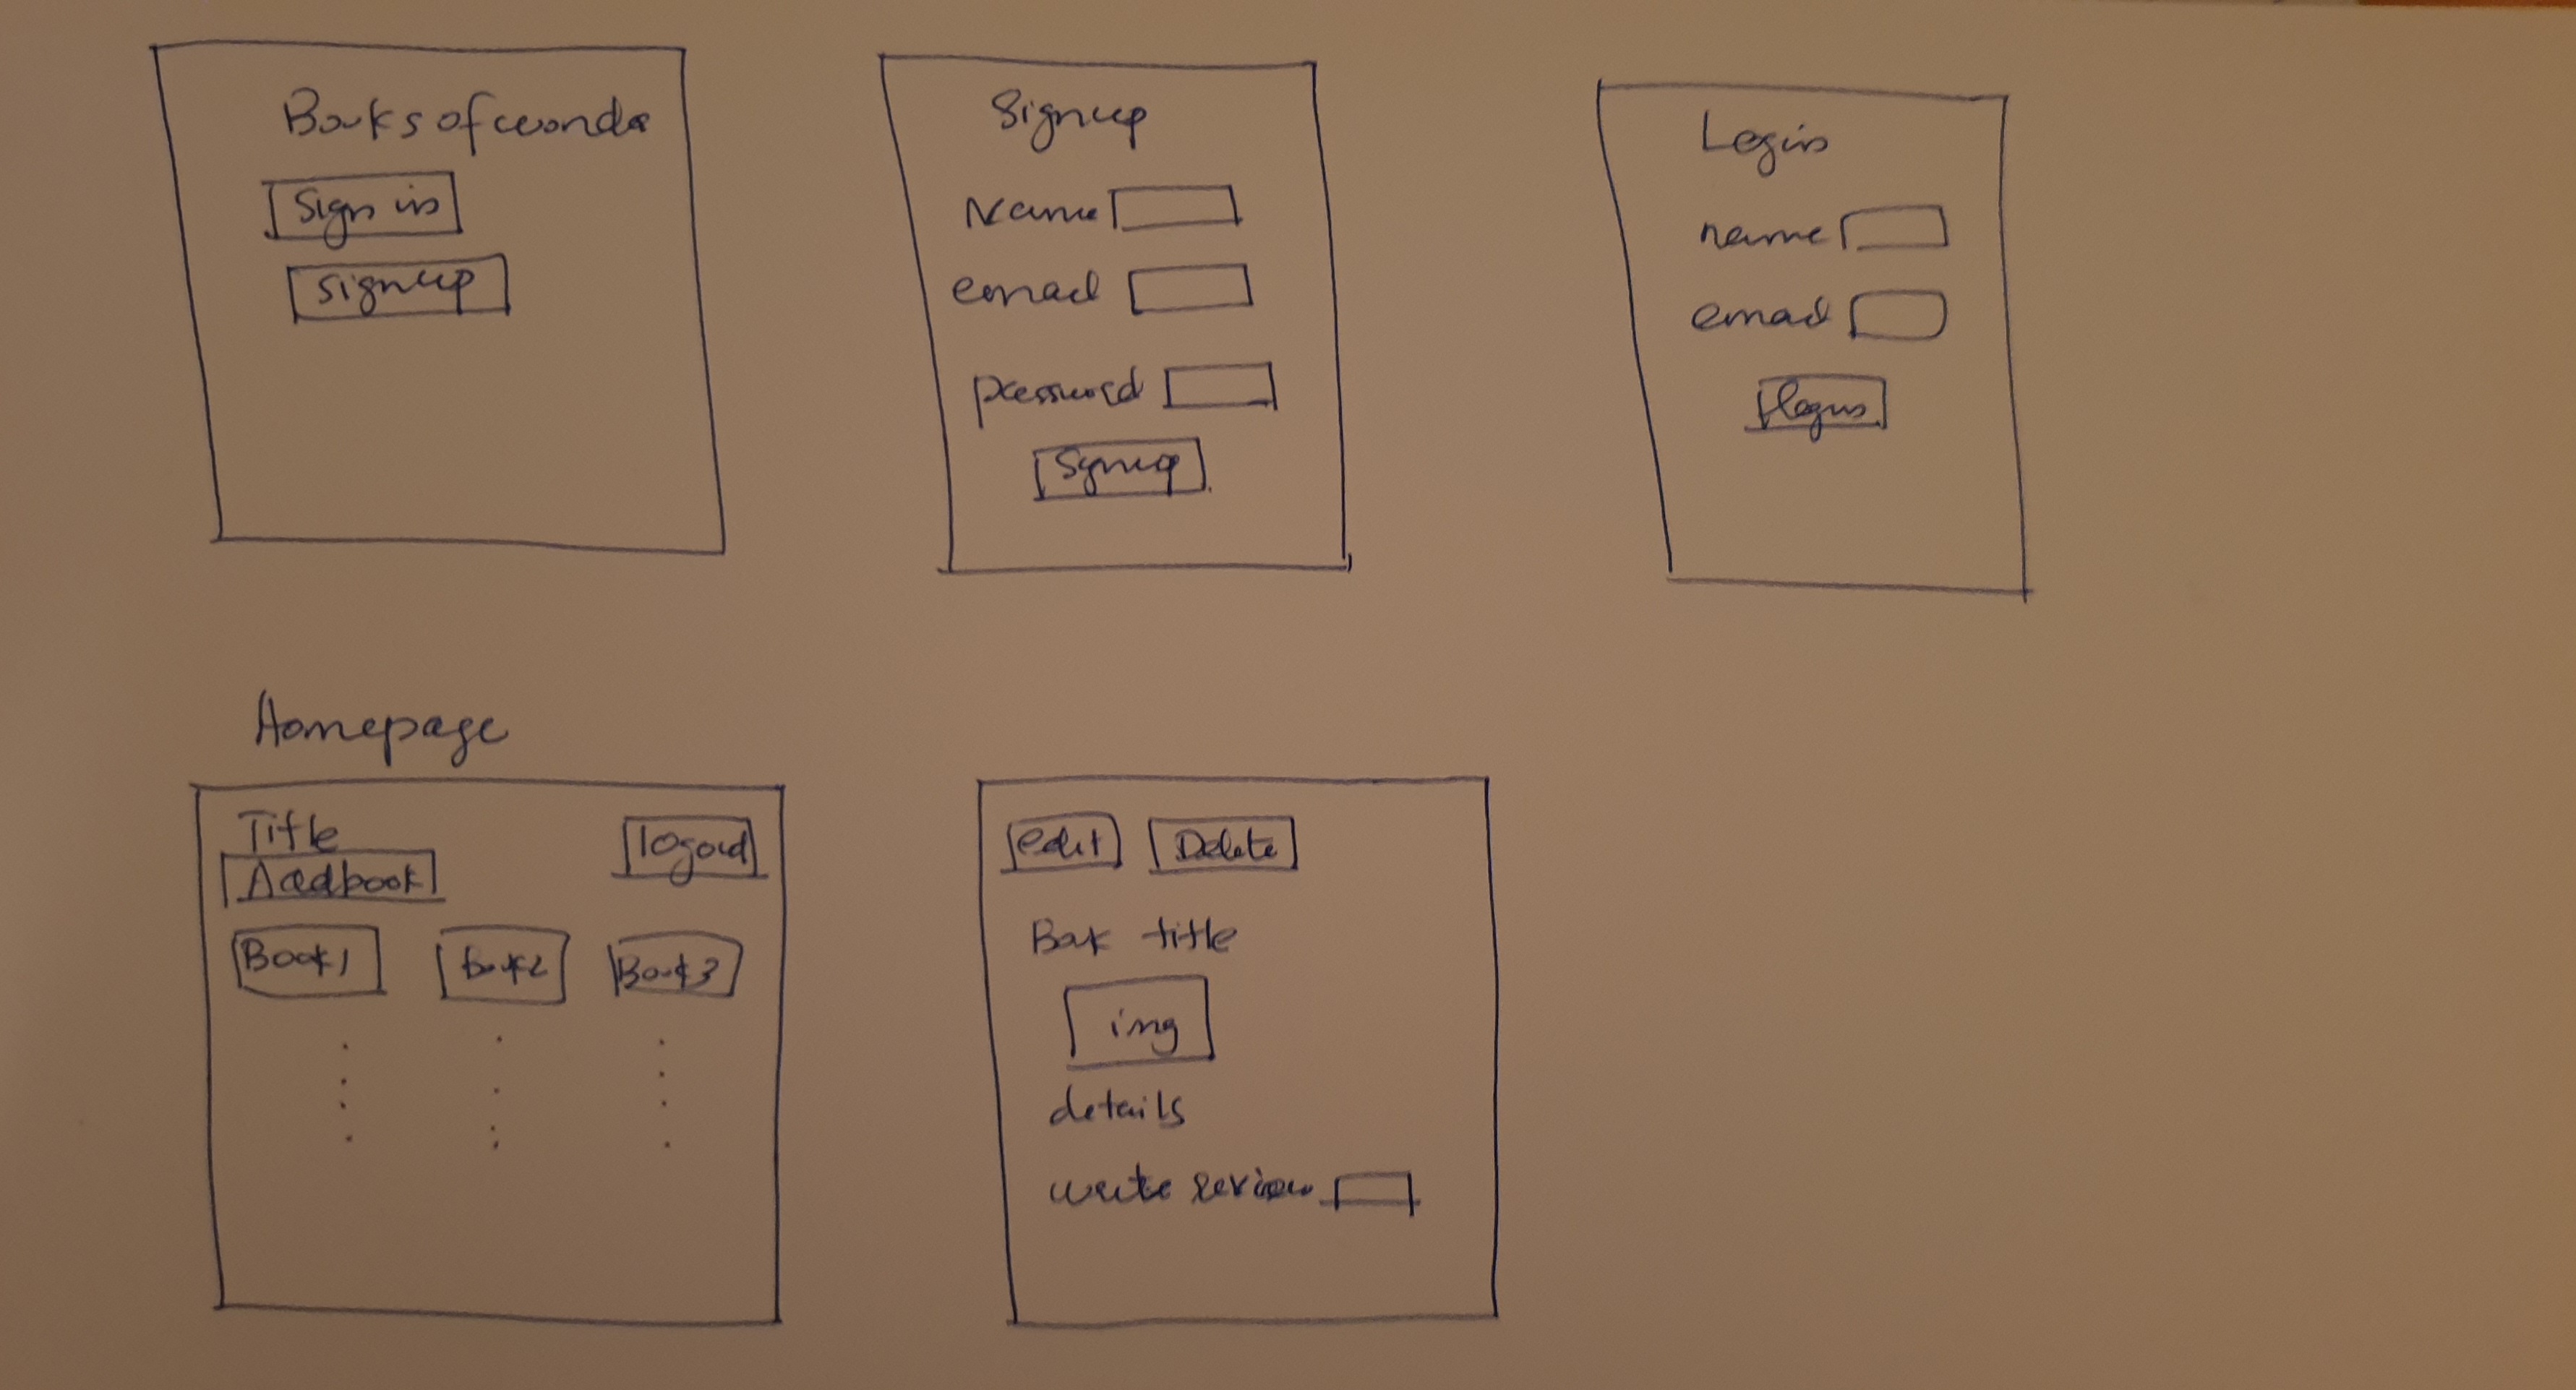 Books of wonder
Sign in
signup
Signup
Name
email
password
Signup
Login
name
email
login
Homepage
Title
logout
Addbook
Book1 Book2 Book3
edit Delete
Book title
img
details
write review